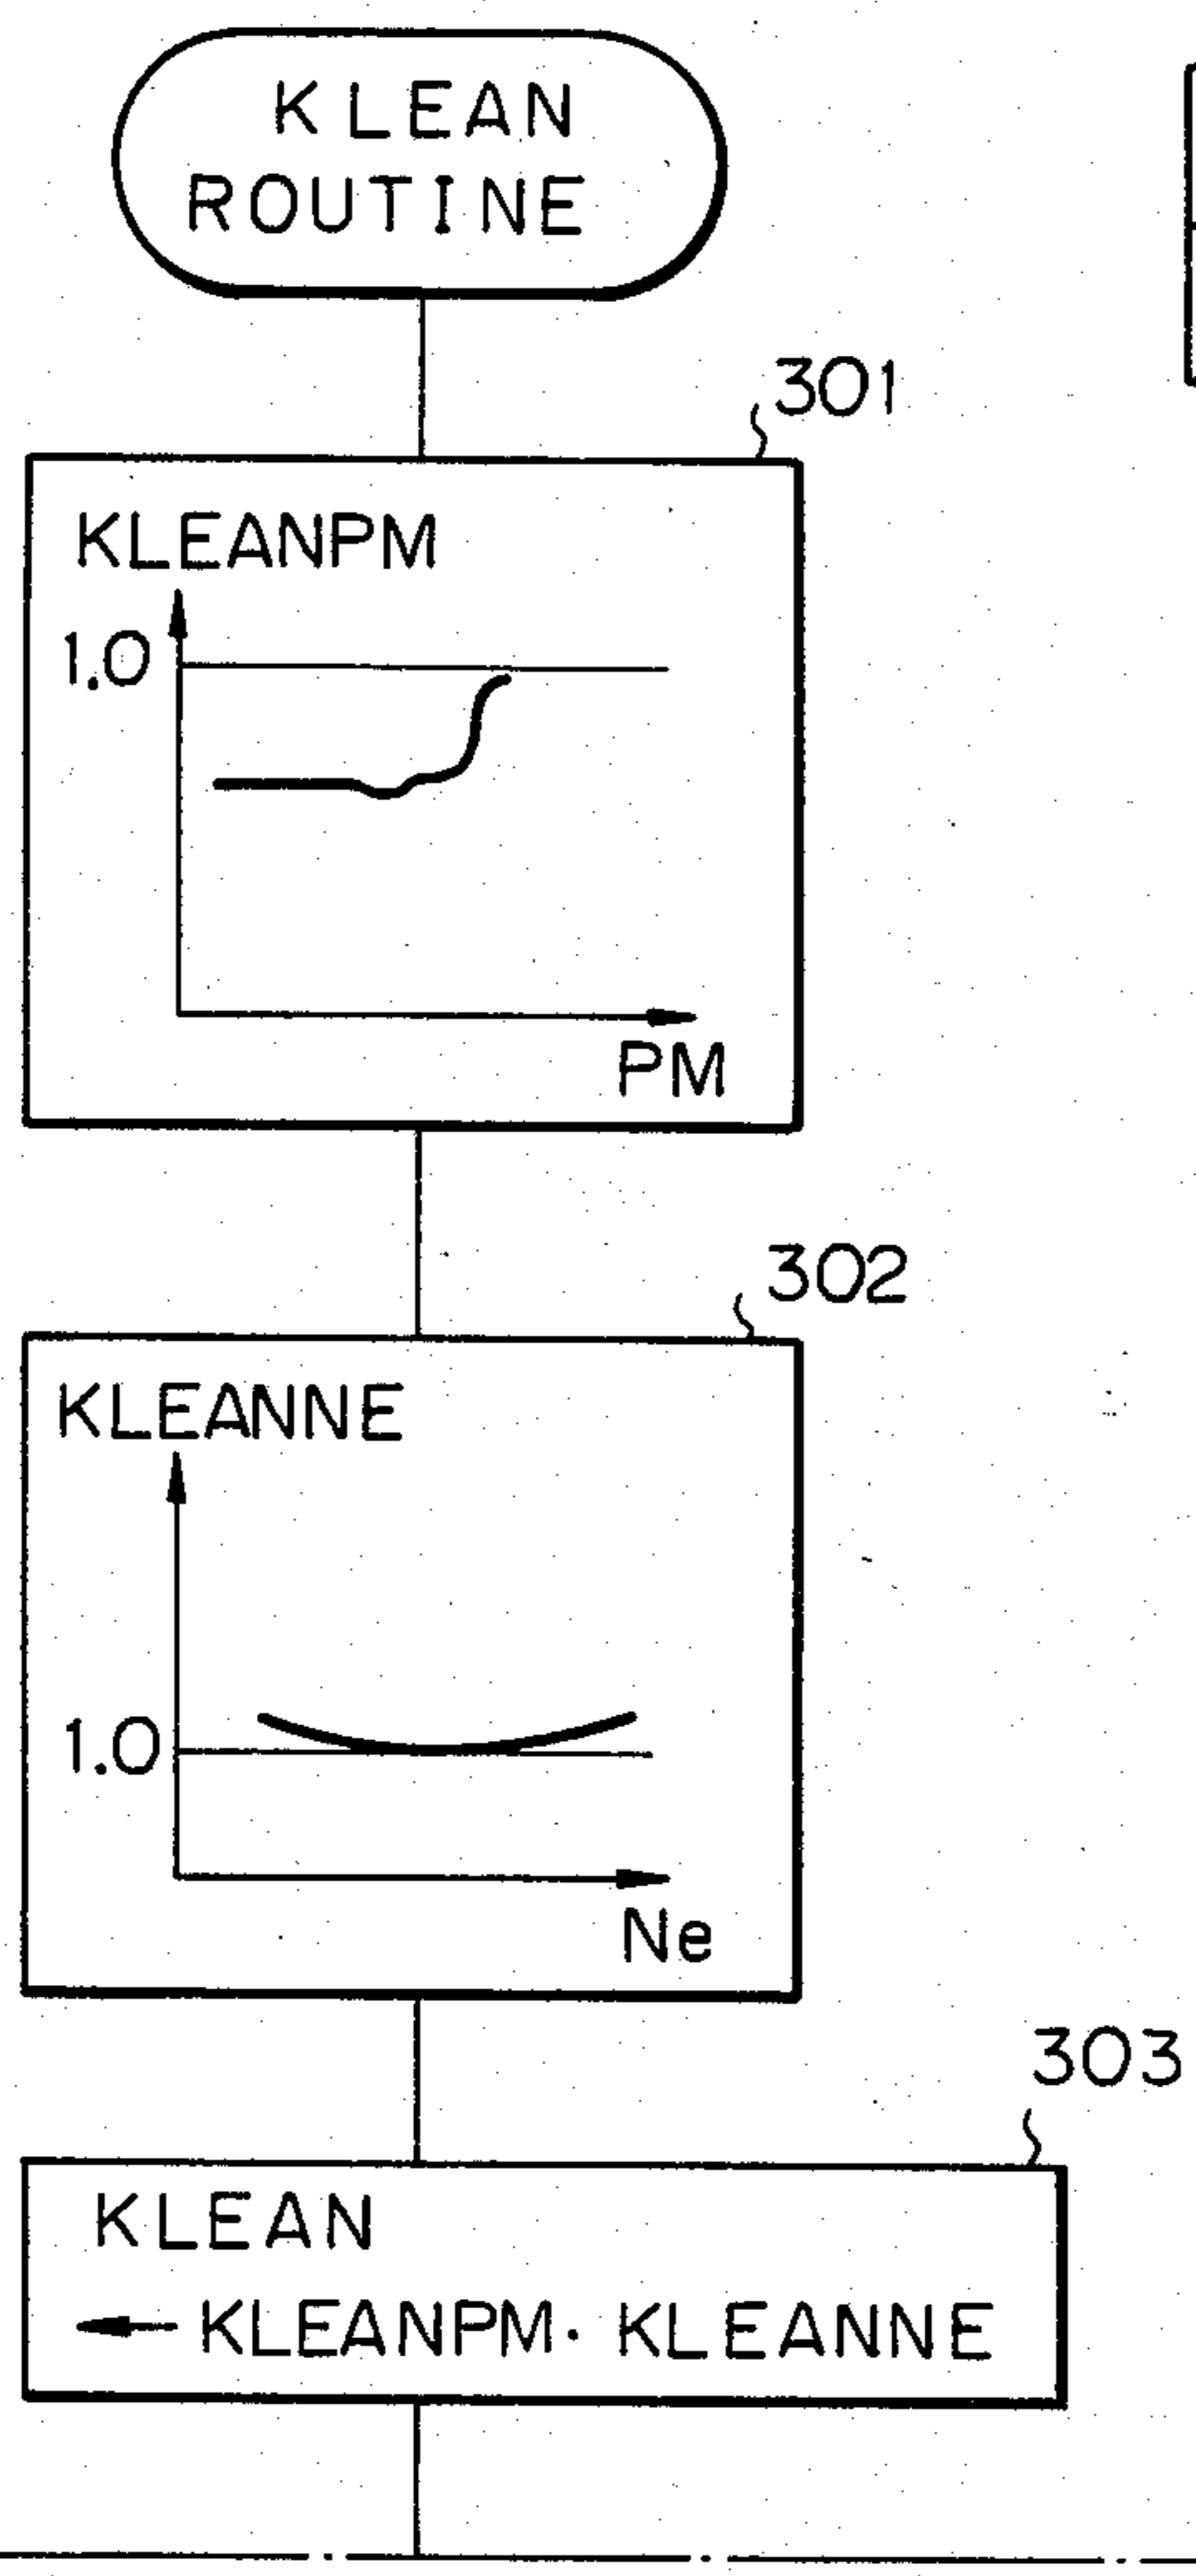 KLEAN
ROUTINE
301
KLEANPM
1.0
PM
302
KLEANNE
1.0
Ne
303
KLEAN
← KLEANPM · KLEANNE